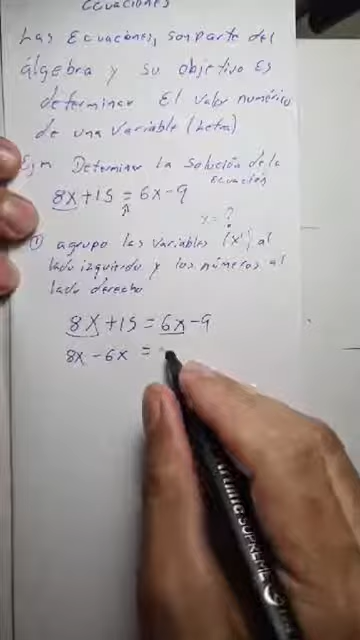 Ecuaciones
Las Ecuaciones, son parte del
álgebra y su objetivo Es
determinar El valor numérico
de una variable (Letra)
Ejm Determinar La solución de la
ecuación
8x+15=6x-9
x=?
① agrupo las variables (x') al
lado izquierdo y los números al
lado derecho
8x+15=6x-9
8x-6x=
SUPREME